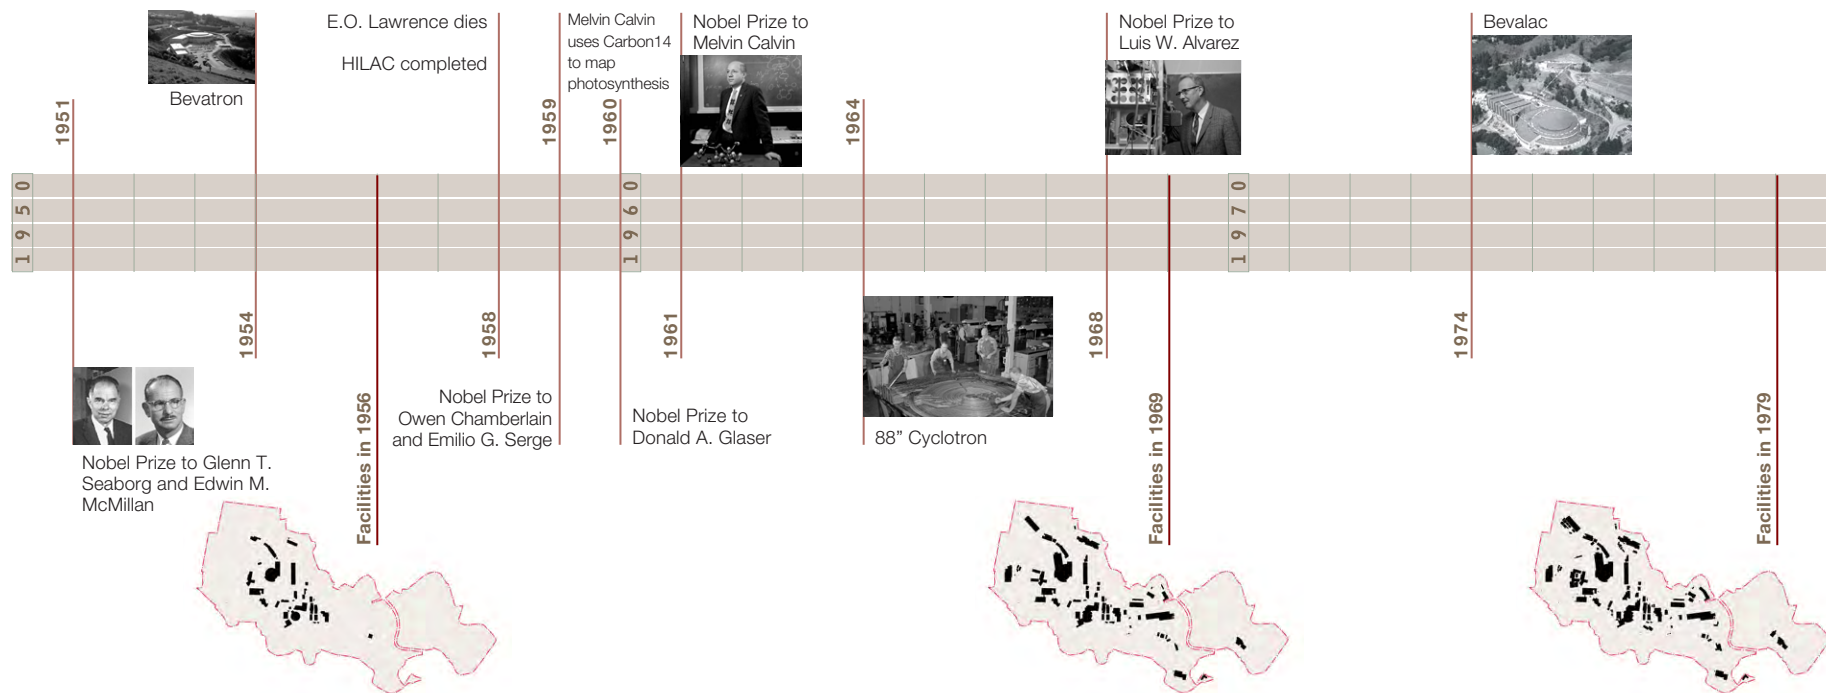 E.O. Lawrence dies
HILAC completed
Melvin Calvin
uses Carbon14
to map
photosynthesis
Nobel Prize to
Melvin Calvin
Nobel Prize to
Luis W. Alvarez
Bevalac
Bevatron
1951
1959
1960
1964
1950
1960
1970
1954
1958
1961
1968
1974
Nobel Prize to Glenn T.
Seaborg and Edwin M.
McMillan
Facilities in 1956
Nobel Prize to
Owen Chamberlain
and Emilio G. Serge
Nobel Prize to
Donald A. Glaser
88” Cyclotron
Facilities in 1969
Facilities in 1979